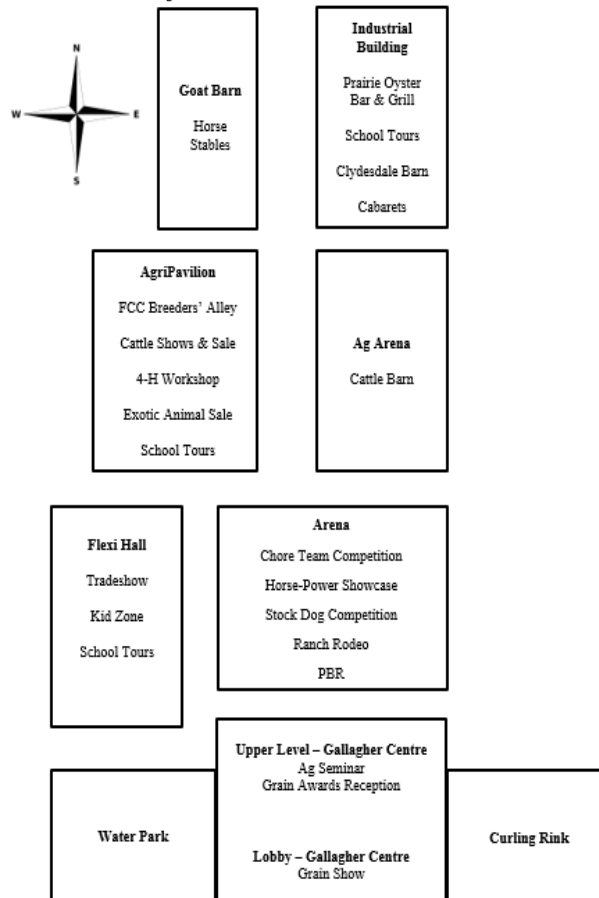 N
W
E
S
Goat Barn
Horse
Stables
Industrial
Building
Prairie Oyster
Bar & Grill
School Tours
Clydesdale Barn
Cabarets
AgriPavilion
FCC Breeders’ Alley
Cattle Shows & Sale
4-H Workshop
Exotic Animal Sale
School Tours
Ag Arena
Cattle Barn
Flexi Hall
Tradeshow
Kid Zone
School Tours
Arena
Chore Team Competition
Horse-Power Showcase
Stock Dog Competition
Ranch Rodeo
PBR
Upper Level – Gallagher Centre
Ag Seminar
Grain Awards Reception
Water Park
Lobby – Gallagher Centre
Grain Show
Curling Rink